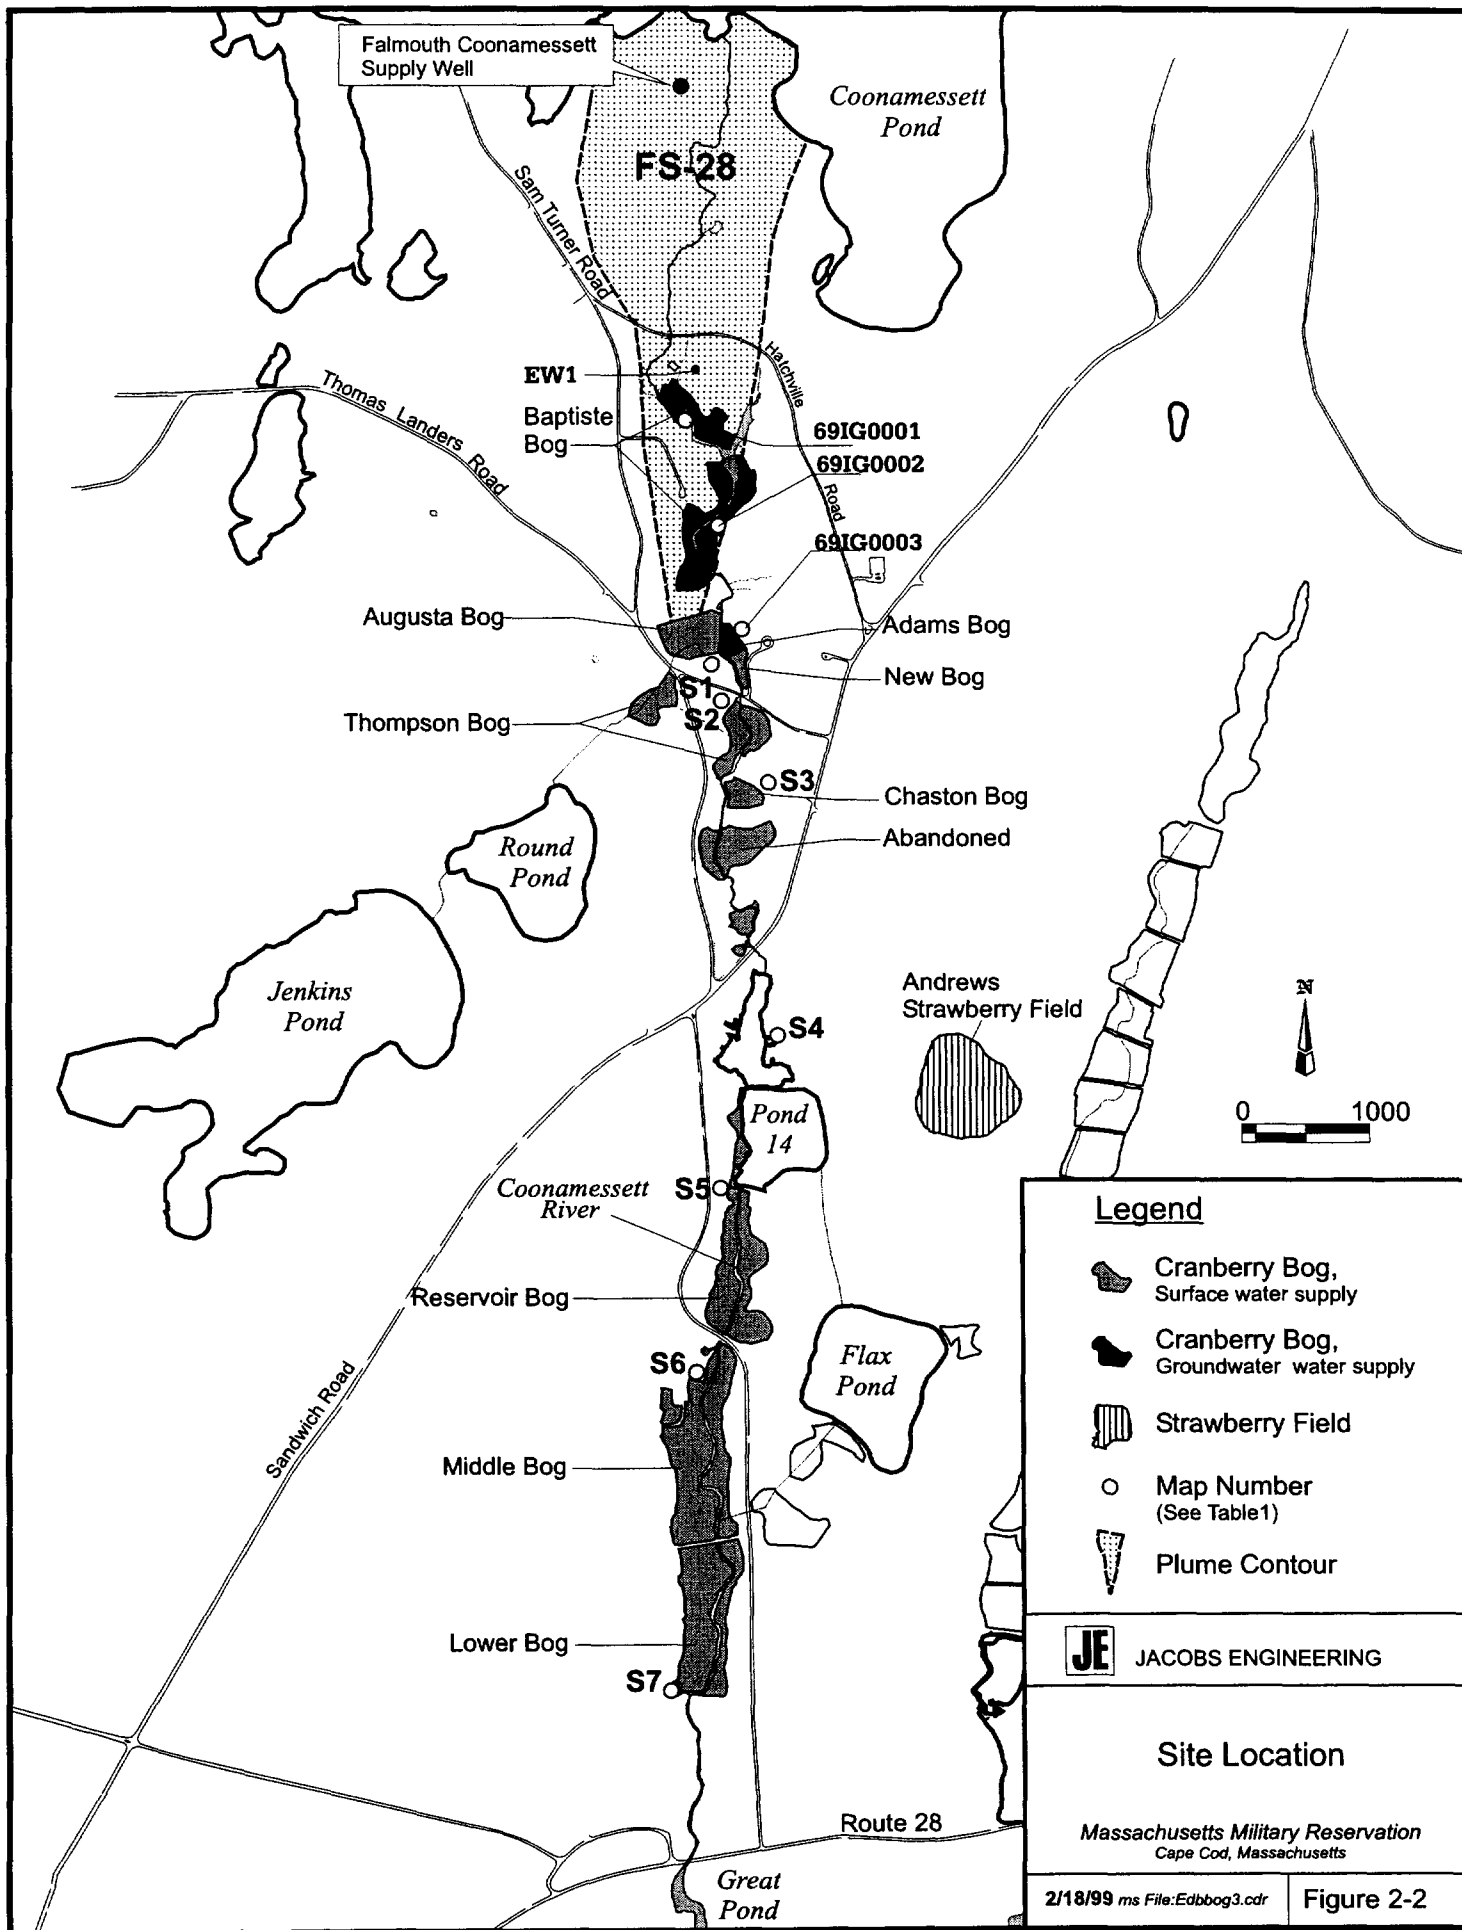 Falmouth Coonamessett
Supply Well
Coonamessett
Pond
FS-28
Sam Turner Road
Hatchville
Road
EW1
Baptiste
Bog
Thomas Landers Road
69IG0001
69IG0002
69IG0003
Augusta Bog
Adams Bog
New Bog
S1
S2
Thompson Bog
S3
Chaston Bog
Abandoned
Round
Pond
Jenkins
Pond
Andrews
Strawberry Field
N
S4
0 1000
Pond
14
Coonamessett
River
S5
Reservoir Bog
Sandwich Road
S6
Flax
Pond
Middle Bog
Lower Bog
S7
Route 28
Great
Pond
Legend
Cranberry Bog,
Surface water supply
Cranberry Bog,
Groundwater water supply
Strawberry Field
Map Number
(See Table1)
Plume Contour
JE JACOBS ENGINEERING
Site Location
Massachusetts Military Reservation
Cape Cod, Massachusetts
2/18/99 ms File:Edbbog3.cdr
Figure 2-2